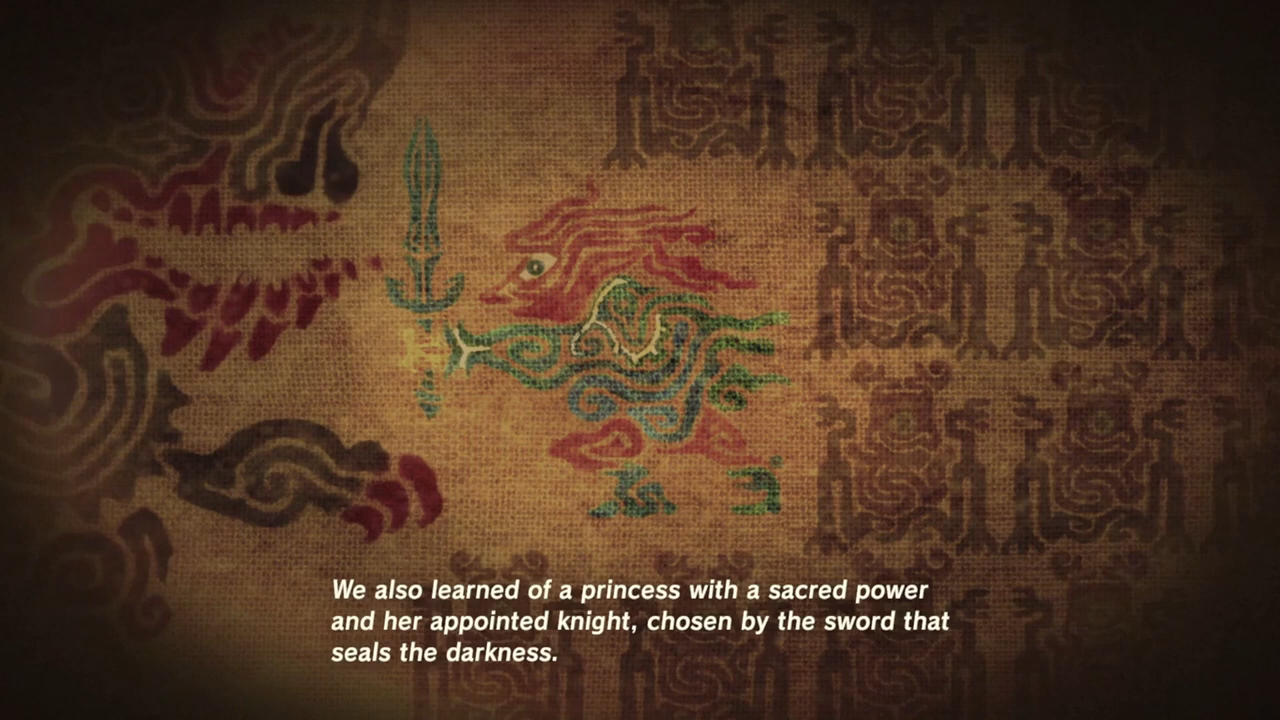 We also learned of a princess with a sacred power
and her appointed knight, chosen by the sword that
seals the darkness.